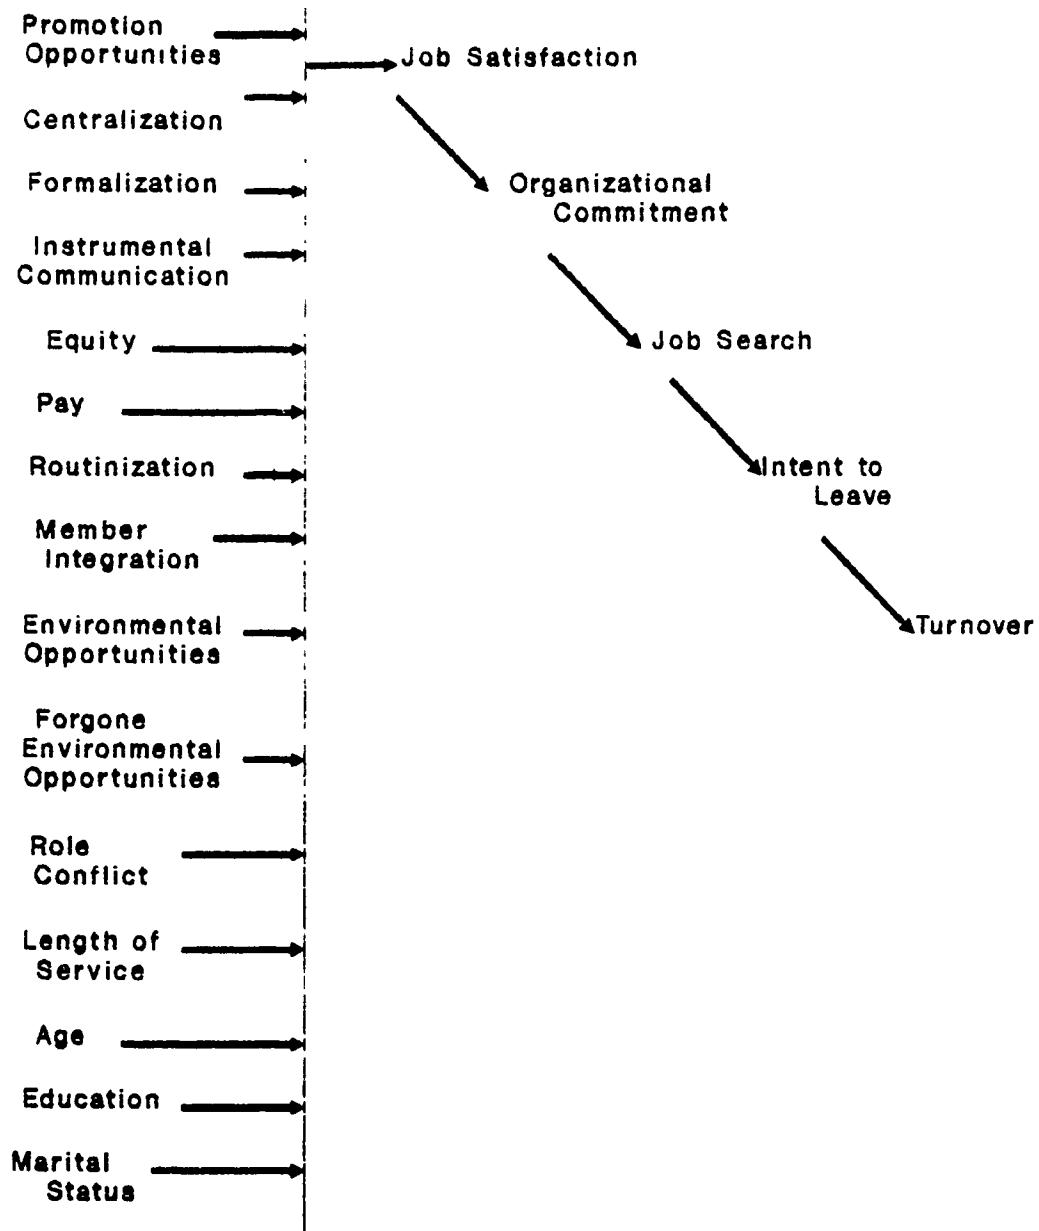 Promotion
Opportunities
Job Satisfaction
Centralization
Formalization
Organizational
Commitment
Instrumental
Communication
Equity
Job Search
Pay
Routinization
Intent to
Leave
Member
Integration
Environmental
Opportunities
Turnover
Forgone
Environmental
Opportunities
Role
Conflict
Length of
Service
Age
Education
Marital
Status